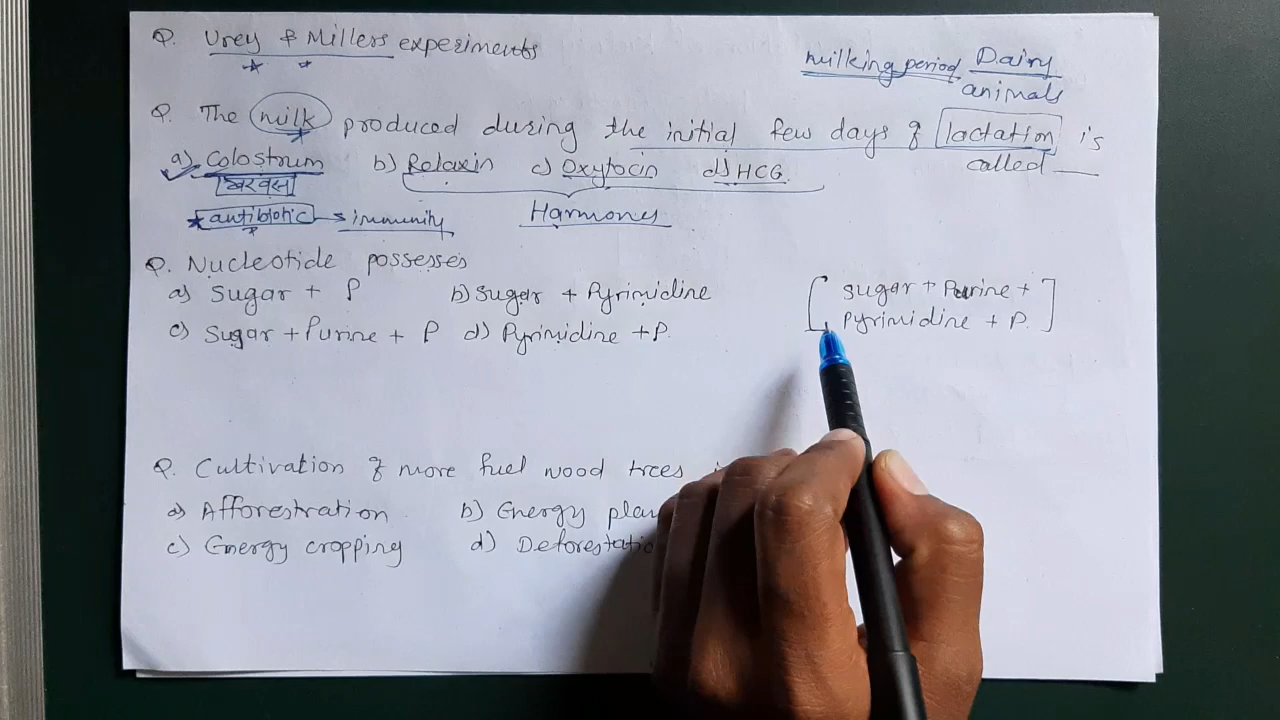 Q. Urey & Millers experiments
milking period Dairy
animals
Q. The milk produced during the initial few days of lactation is
called
a) Colostrum b) Relaxin c) Oxytocin d) HCG
खरवस
antibiotic → immunity Harmones
Q. Nucleotide possesses
a) Sugar + P b) Sugar + Pyrimidine
c) Sugar + Purine + P d) Pyrimidine + P.
[ sugar + Purine +
Pyrimidine + P. ]
Q. Cultivation of more fuel wood trees
a) Afforestration b) Energy plan
c) Energy cropping d) Deforestatio